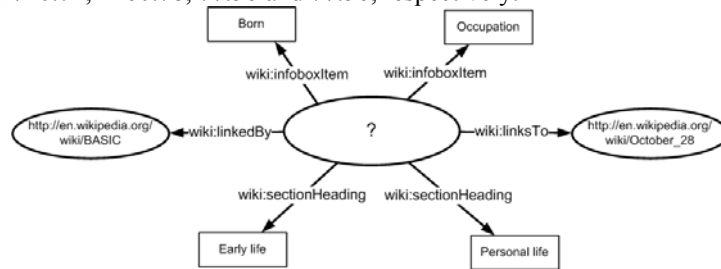 Born
Occupation
wiki:infoboxItem
wiki:infoboxItem
http://en.wikipedia.org/
wiki/BASIC
wiki:linkedBy
?
wiki:linksTo
http://en.wikipedia.org/
wiki/October_28
wiki:sectionHeading
wiki:sectionHeading
Early life
Personal life